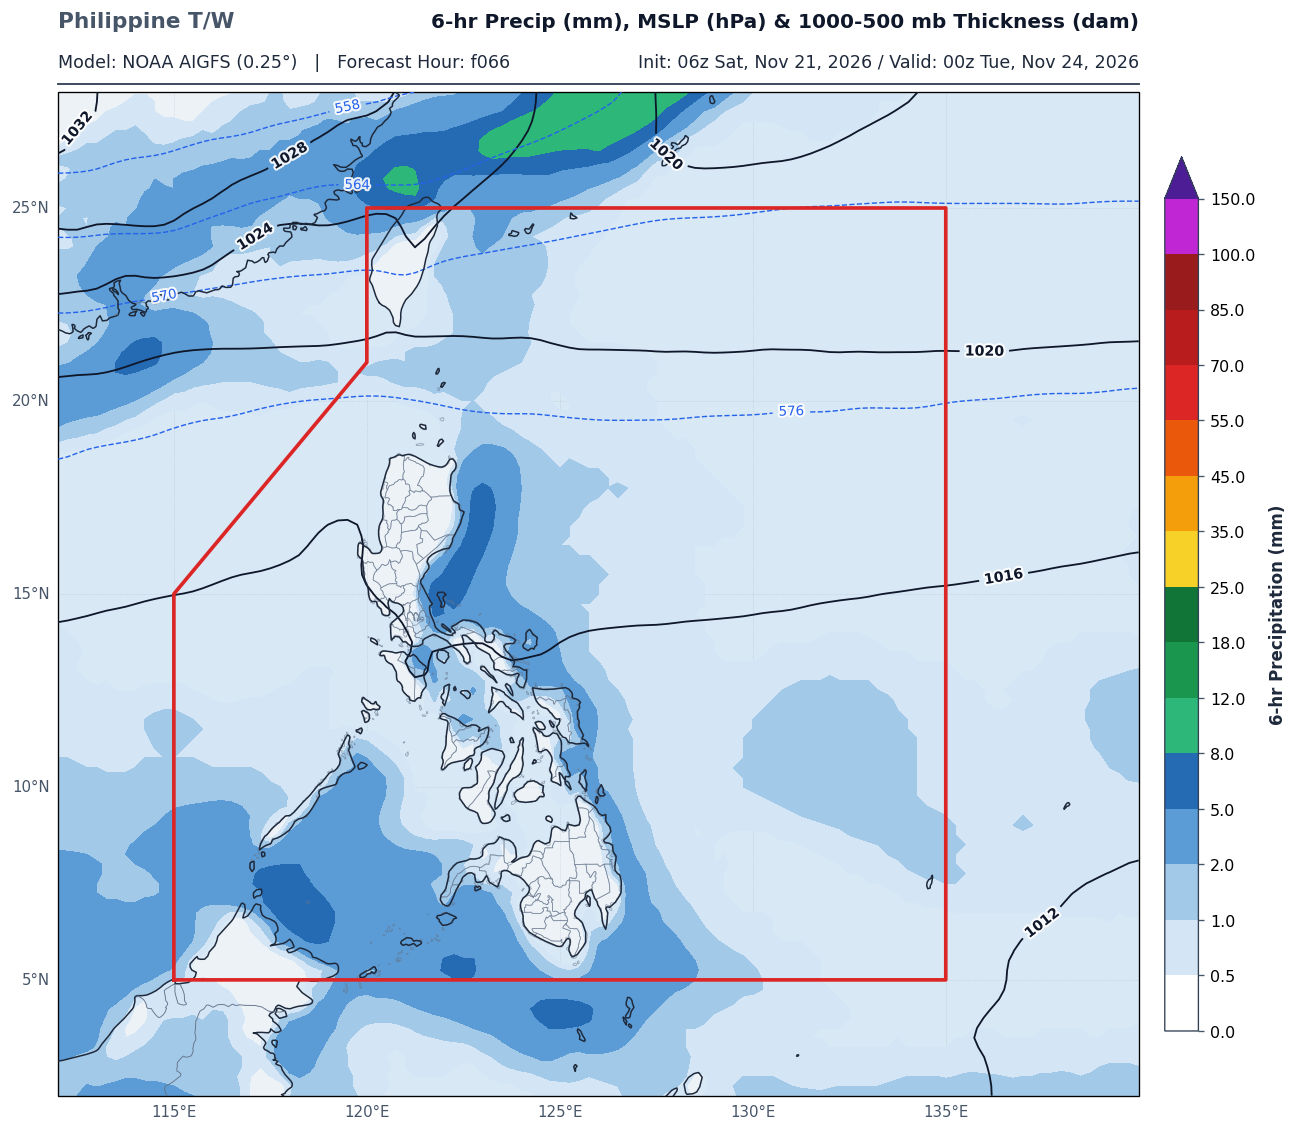 Philippine T/W
6-hr Precip (mm), MSLP (hPa) & 1000-500 mb Thickness (dam)
Model: NOAA AIGFS (0.25°) | Forecast Hour: f066
Init: 06z Sat, Nov 21, 2026 / Valid: 00z Tue, Nov 24, 2026
1032
558
1028
1020
564
1024
570
1020
576
1016
1012
25°N
20°N
15°N
10°N
5°N
115°E
120°E
125°E
130°E
135°E
150.0
100.0
85.0
70.0
55.0
45.0
35.0
25.0
18.0
12.0
8.0
5.0
2.0
1.0
0.5
0.0
6-hr Precipitation (mm)